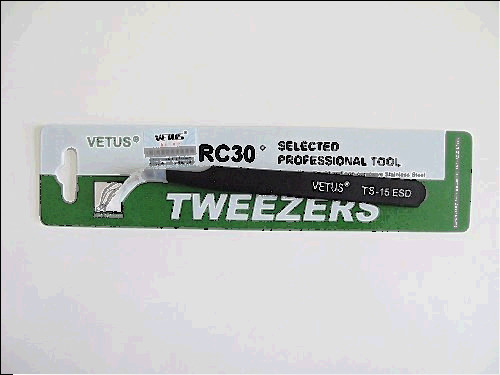 VETUS®
VETUS®
RC30°
SELECTED
PROFESSIONAL TOOL
Stainless Steel
VETUS® TS-15 ESD
TWEEZERS